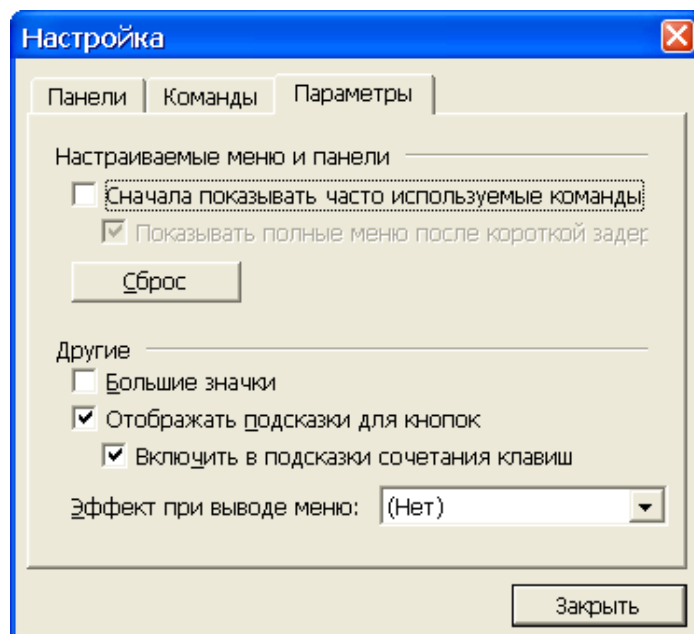 Настройка
Панели Команды Параметры
Настраиваемые меню и панели
Сначала показывать часто используемые команды
Показывать полные меню после короткой задер
Сброс
Другие
Большие значки
Отображать подсказки для кнопок
Включить в подсказки сочетания клавиш
Эффект при выводе меню: (Нет)
Закрыть